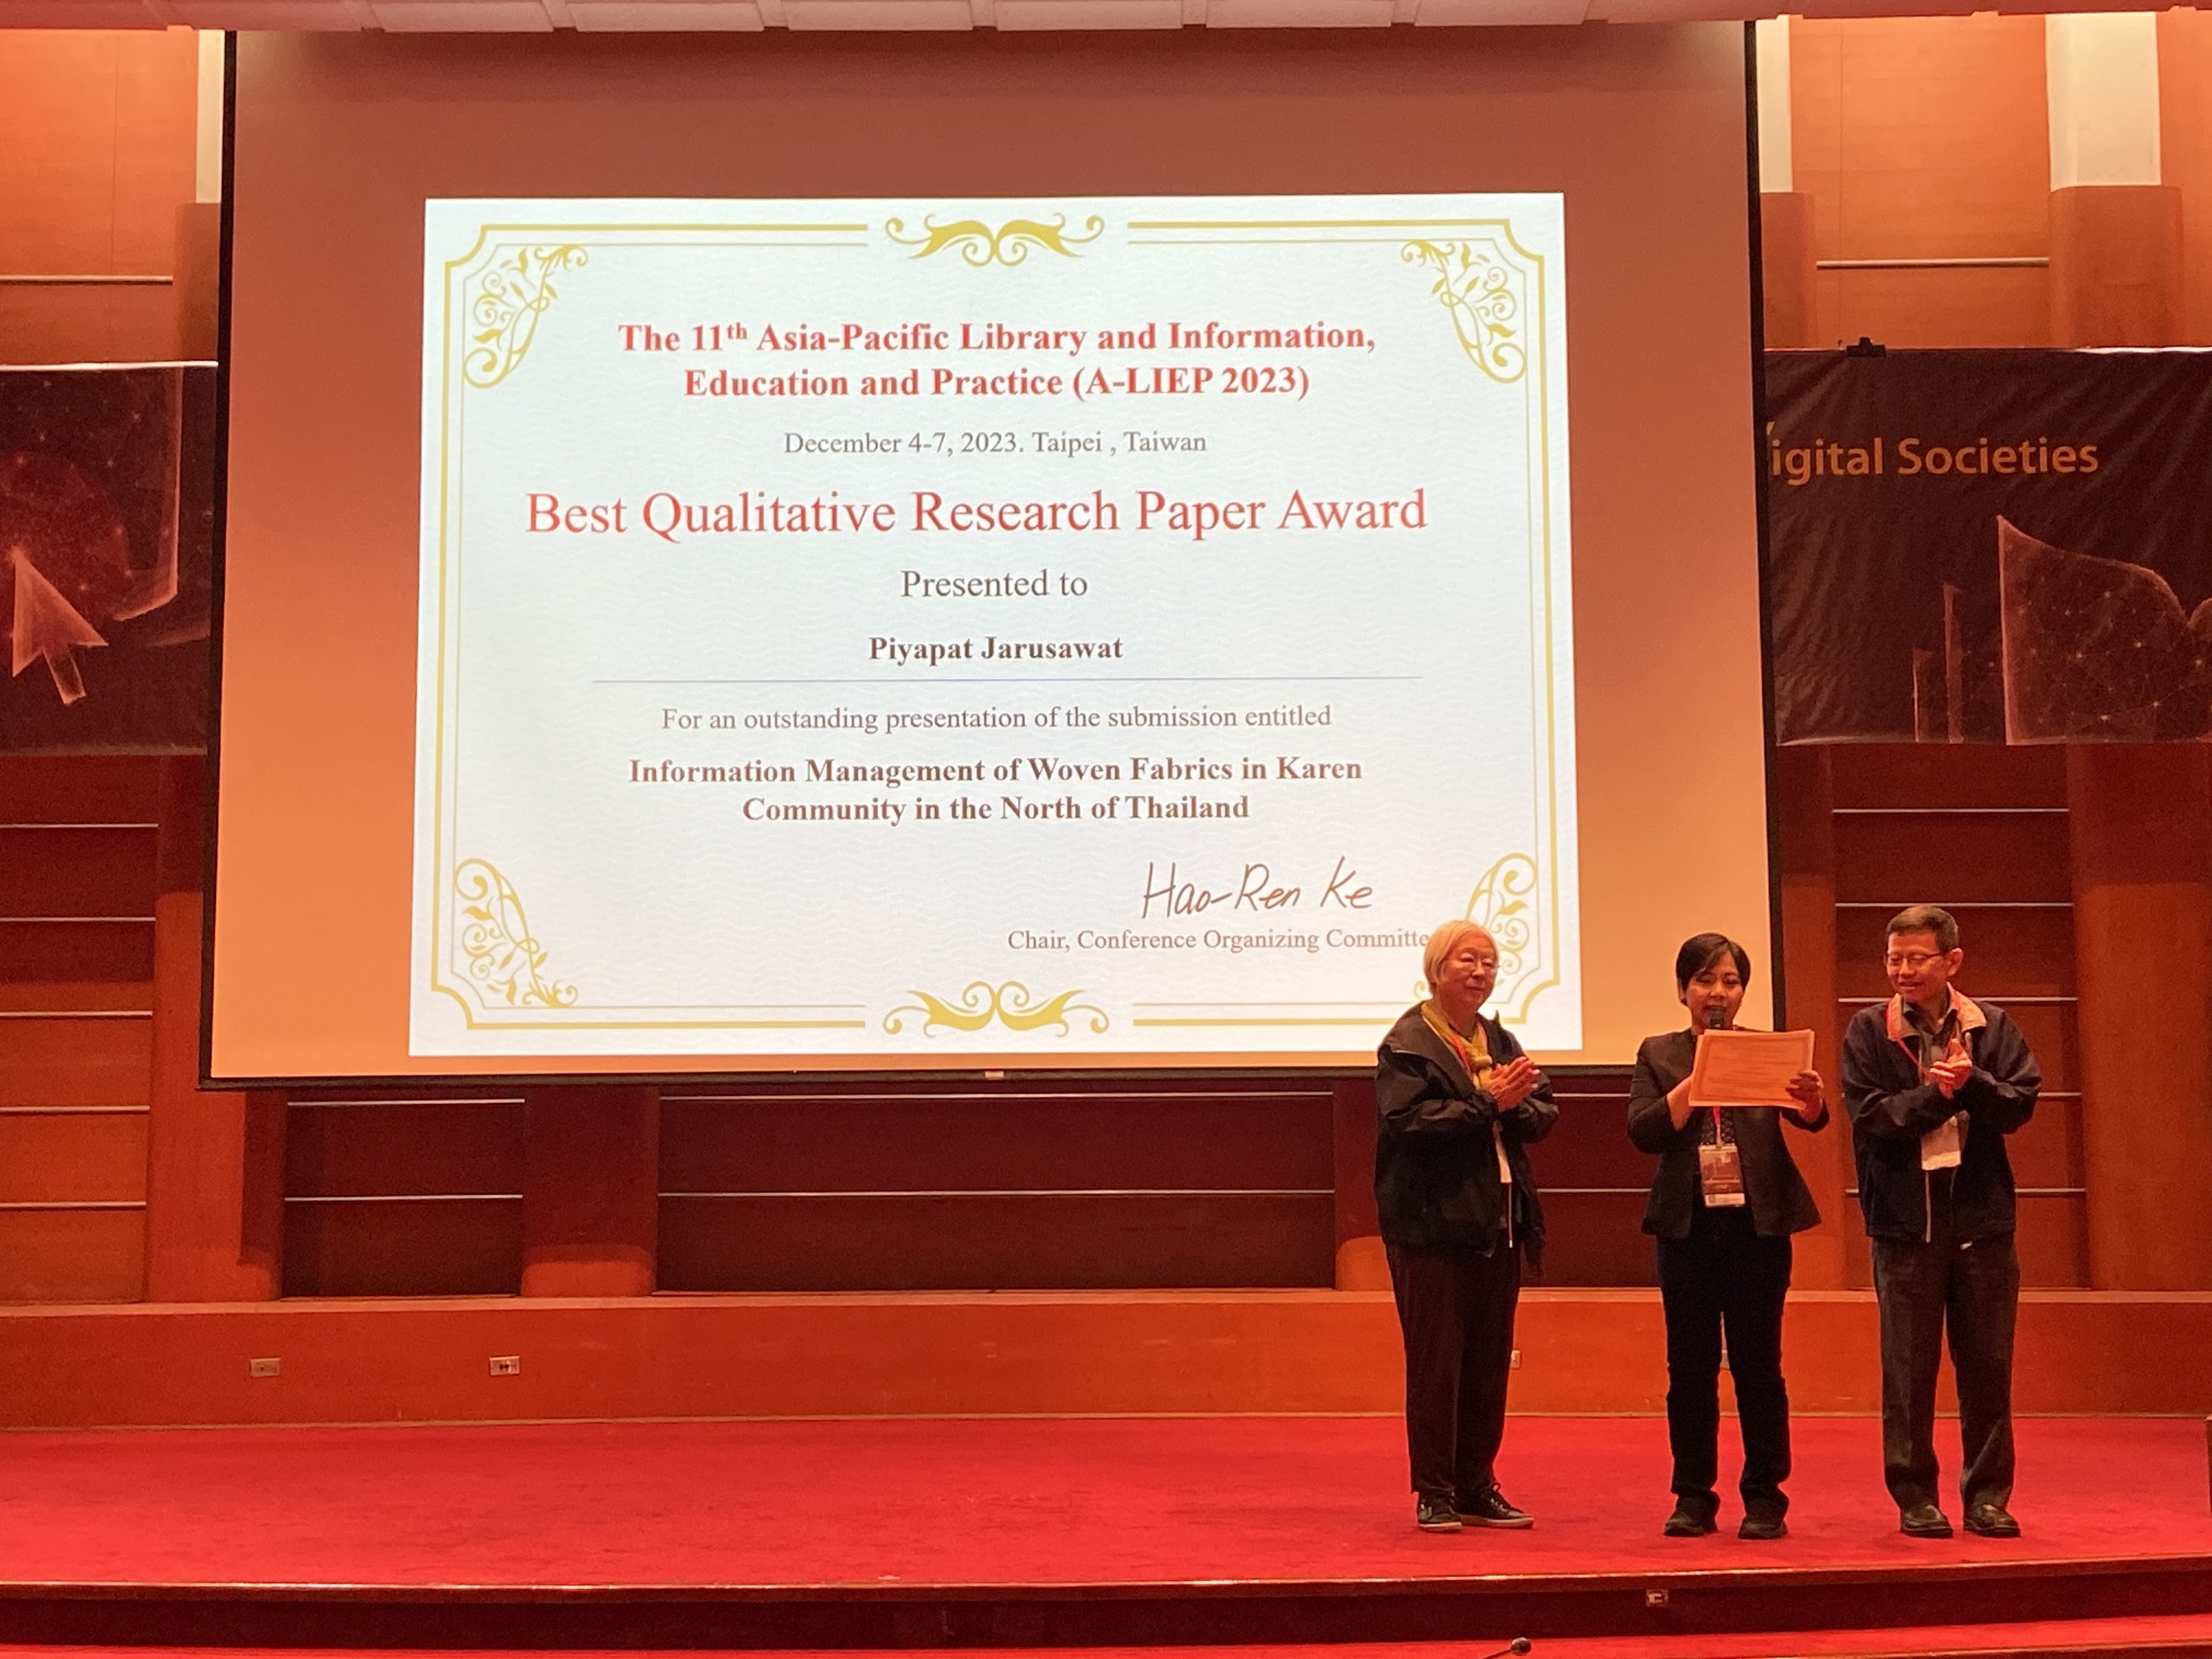 The 11th Asia-Pacific Library and Information,
Education and Practice (A-LIEP 2023)
December 4-7, 2023. Taipei , Taiwan
Best Qualitative Research Paper Award
Presented to
Piyapat Jarusawat
For an outstanding presentation of the submission entitled
Information Management of Woven Fabrics in Karen
Community in the North of Thailand
Hao-Ren Ke
Chair, Conference Organizing Committe
igital Societies